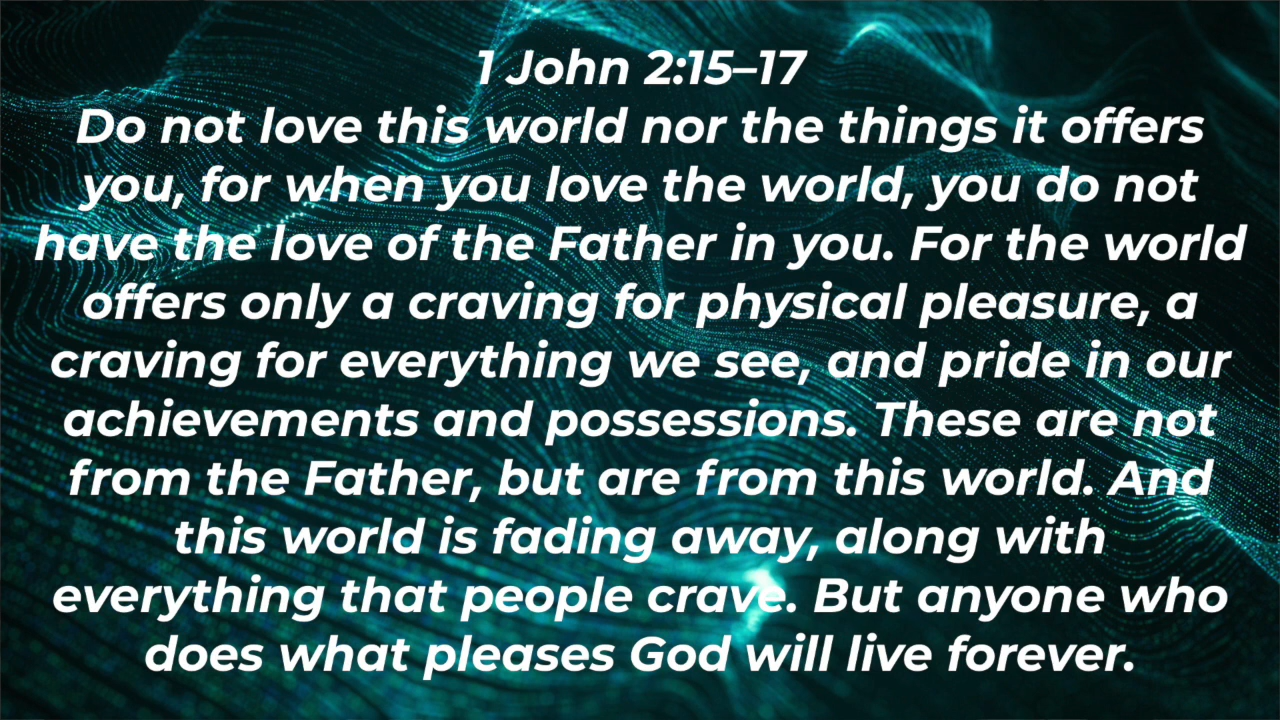 1 John 2:15–17
Do not love this world nor the things it offers
you, for when you love the world, you do not
have the love of the Father in you. For the world
offers only a craving for physical pleasure, a
craving for everything we see, and pride in our
achievements and possessions. These are not
from the Father, but are from this world. And
this world is fading away, along with
everything that people crave. But anyone who
does what pleases God will live forever.